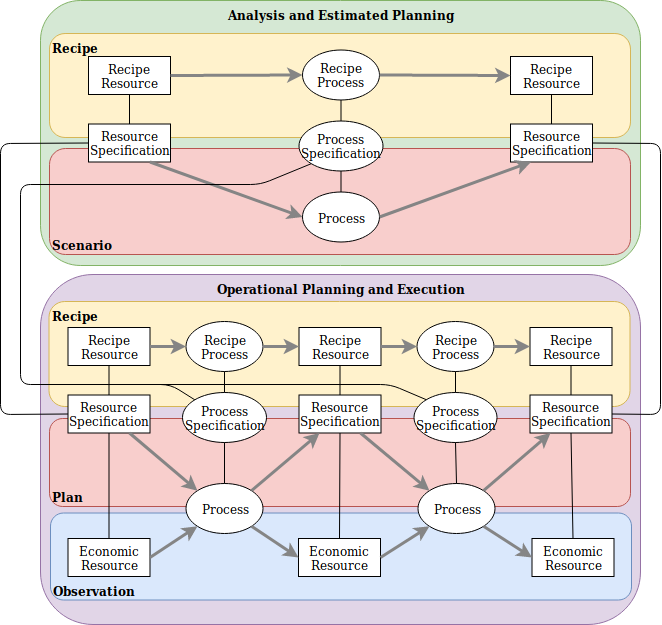 Analysis and Estimated Planning
Recipe
Recipe
Resource
Recipe
Process
Recipe
Resource
Resource
Specification
Process
Specification
Resource
Specification
Process
Scenario
Operational Planning and Execution
Recipe
Recipe
Resource
Recipe
Process
Recipe
Resource
Recipe
Process
Recipe
Resource
Resource
Specification
Process
Specification
Resource
Specification
Process
Specification
Resource
Specification
Plan
Process
Process
Economic
Resource
Economic
Resource
Economic
Resource
Observation